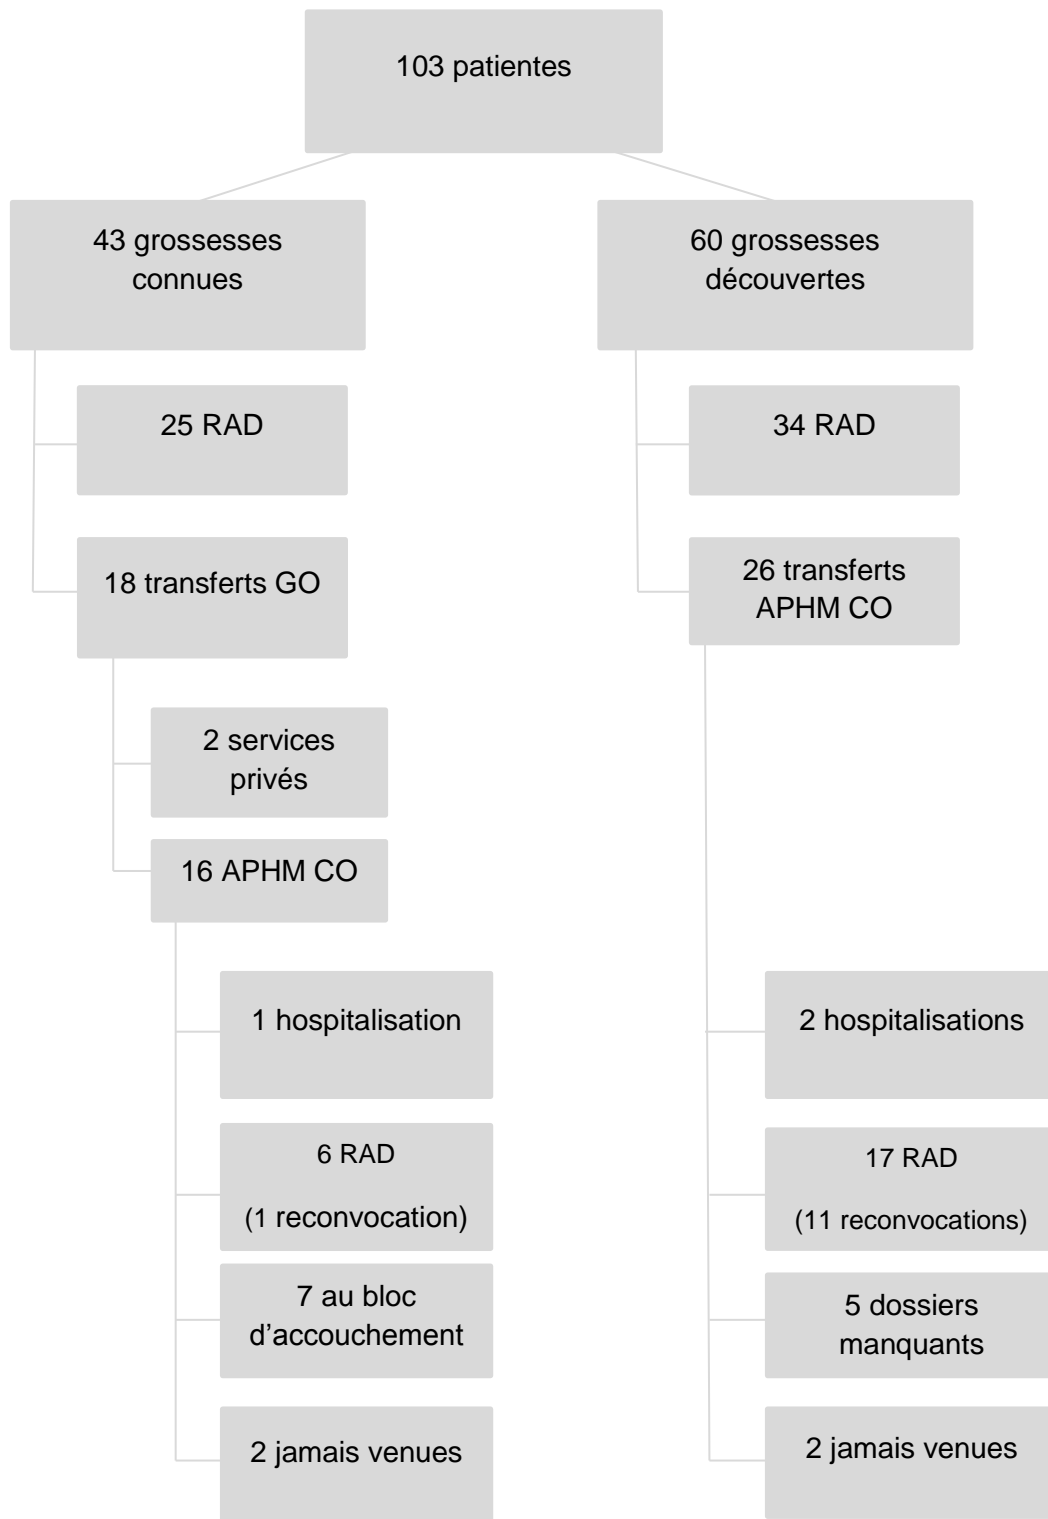 103 patientes
43 grossesses
connues
60 grossesses
découvertes
25 RAD
34 RAD
18 transferts GO
26 transferts
APHM CO
2 services
privés
16 APHM CO
1 hospitalisation
2 hospitalisations
6 RAD
(1 reconvocation)
17 RAD
(11 reconvocations)
7 au bloc
d’accouchement
5 dossiers
manquants
2 jamais venues
2 jamais venues